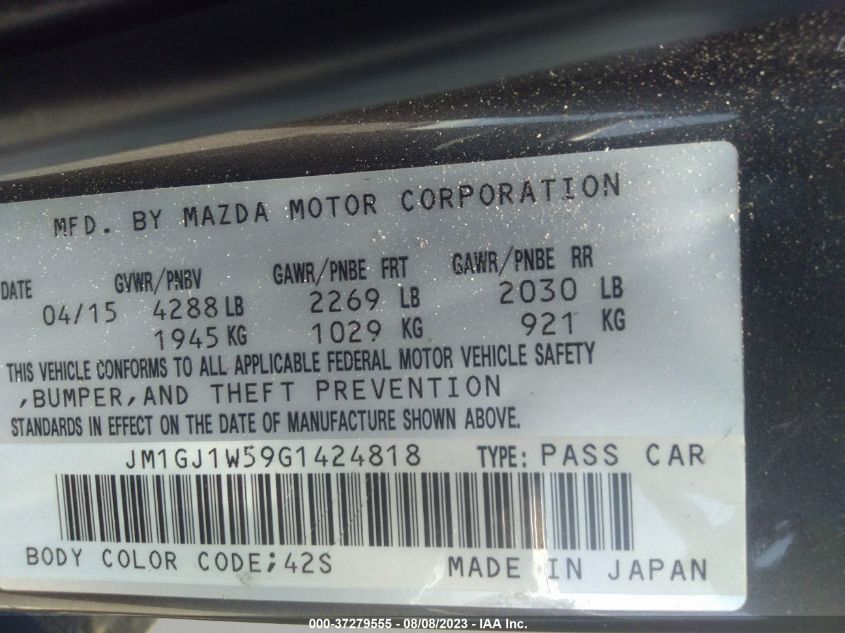 MFD. BY MAZDA MOTOR CORPORATION
DATE GVWR/PNBV GAWR/PNBE FRT GAWR/PNBE RR
04/15 4288 LB 2269 LB 2030 LB
1945 KG 1029 KG 921 KG
THIS VEHICLE CONFORMS TO ALL APPLICABLE FEDERAL MOTOR VEHICLE SAFETY
,BUMPER,AND THEFT PREVENTION
STANDARDS IN EFFECT ON THE DATE OF MANUFACTURE SHOWN ABOVE.
JM1GJ1W59G1424818 TYPE: PASS CAR
BODY COLOR CODE;42S MADE IN JAPAN
000-37279555 - 08/08/2023 - IAA Inc.